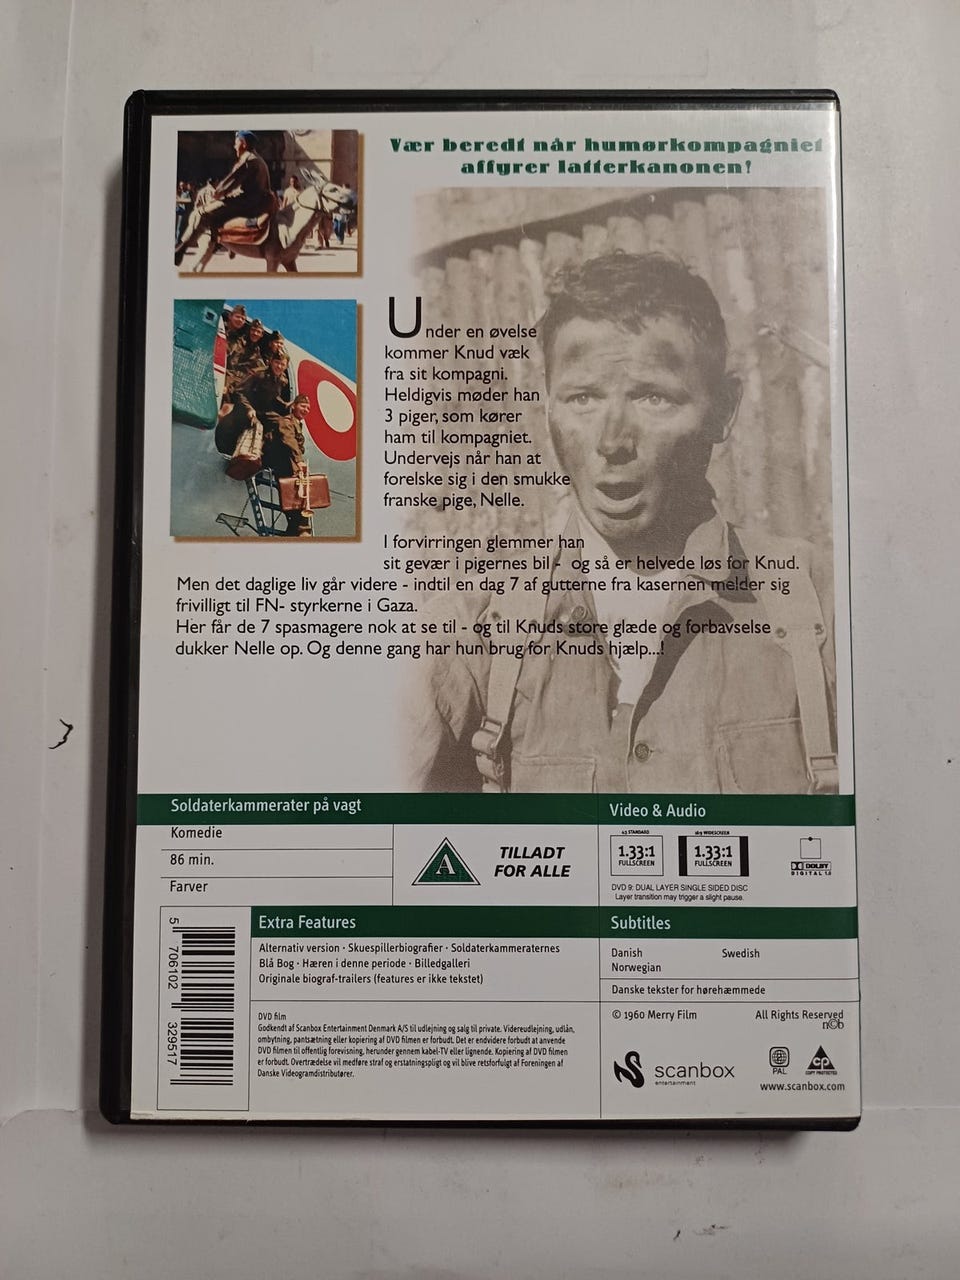 Vær beredt når humørkompagniet
affyrer latterkanonen!
Under en øvelse
kommer Knud væk
fra sit kompagni.
Heldigvis møder han
3 piger, som kører
ham til kompagniet.
Undervejs når han at
forelske sig i den smukke
franske pige, Nelle.
I forvirringen glemmer han
sit gevær i pigernes bil - og så er helvede løs for Knud.
Men det daglige liv går videre - indtil en dag 7 af gutterne fra kasernen melder sig
frivilligt til FN- styrkerne i Gaza.
Her får de 7 spasmagere nok at se til - og til Knuds store glæde og forbavselse
dukker Nelle op. Og denne gang har hun brug for Knuds hjælp...!
Soldaterkammerater på vagt
Komedie
86 min.
Farver
A
TILLADT
FOR ALLE
Video & Audio
4:3 STANDARD
1.33:1
FULLSCREEN
16:9 WIDESCREEN
1.33:1
FULLSCREEN
DOLBY
DIGITAL 1.0
DVD 9: DUAL LAYER SINGLE SIDED DISC
Layer transition may trigger a slight pause.
Extra Features
Alternativ version · Skuespillerbiografier · Soldaterkammeraternes
Blå Bog · Hæren i denne periode · Billedgalleri
Originale biograf-trailers (features er ikke tekstet)
Subtitles
Danish Swedish
Norwegian
Danske tekster for hørehæmmede
5 706102 329517
DVD film
Godkendt af Scanbox Entertainment Denmark A/S til udlejning og salg til private. Videreudlejning, udlån,
ombytning, pantsætning eller kopiering af DVD filmen er forbudt. Det er endvidere forbudt at anvende
DVD filmen til offentlig forevisning, herunder gennem kabel-TV eller lignende. Kopiering af DVD filmen
er forbudt. Overtrædelse vil medføre straf og erstatningspligt og vil blive retsforfulgt af Foreningen af
Danske Videogramdistributører.
© 1960 Merry Film All Rights Reserved
n©b
scanbox
entertainment
PAL
CP
COPY PROTECTED
www.scanbox.com